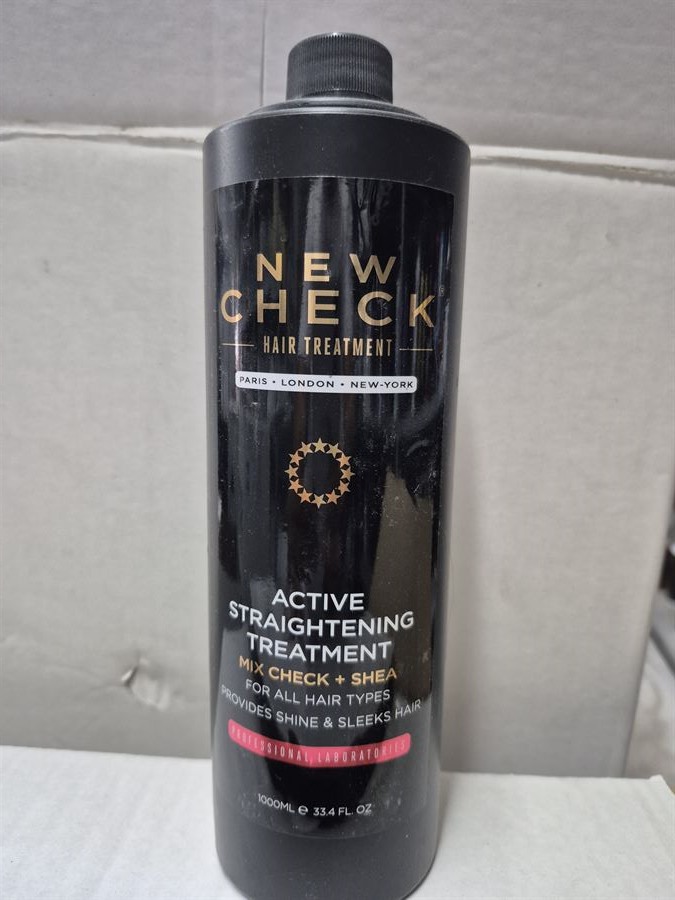 NEW
CHECK®
HAIR TREATMENT
PARIS • LONDON • NEW-YORK
ACTIVE
STRAIGHTENING
TREATMENT
MIX CHECK + SHEA
FOR ALL HAIR TYPES
PROVIDES SHINE & SLEEKS HAIR
PROFESSIONAL LABORATORIES
1000ML ℮ 33.4 FL. OZ